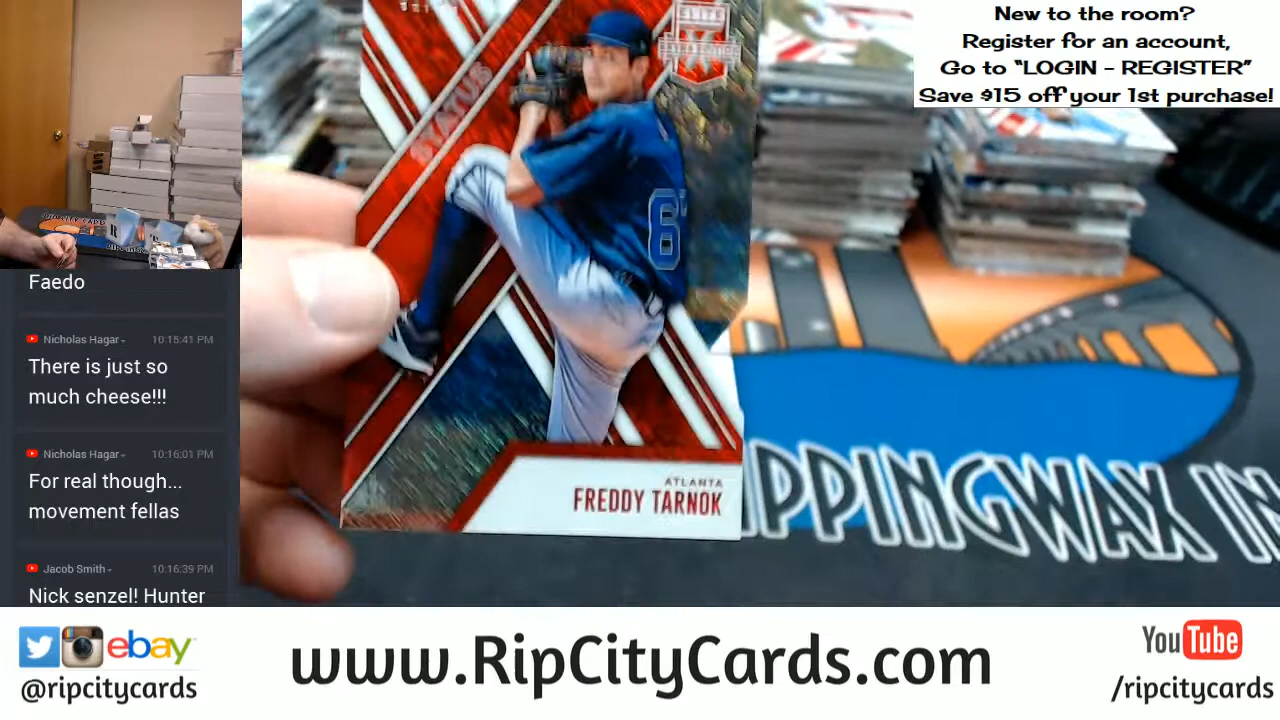 New to the room?
Register for an account,
Go to “LOGIN - REGISTER”
Save $15 off your 1st purchase!
STATUS
ELITE
6
ATLANTA
FREDDY TARNOK
Faedo
Nicholas Hagar
10:15:41 PM
There is just so
much cheese!!!
Nicholas Hagar
10:16:01 PM
For real though...
movement fellas
Jacob Smith
10:16:39 PM
Nick senzel! Hunter
IPPINGWAX IN
ebay
@ripcitycards
www.RipCityCards.com
YouTube
/ripcitycards